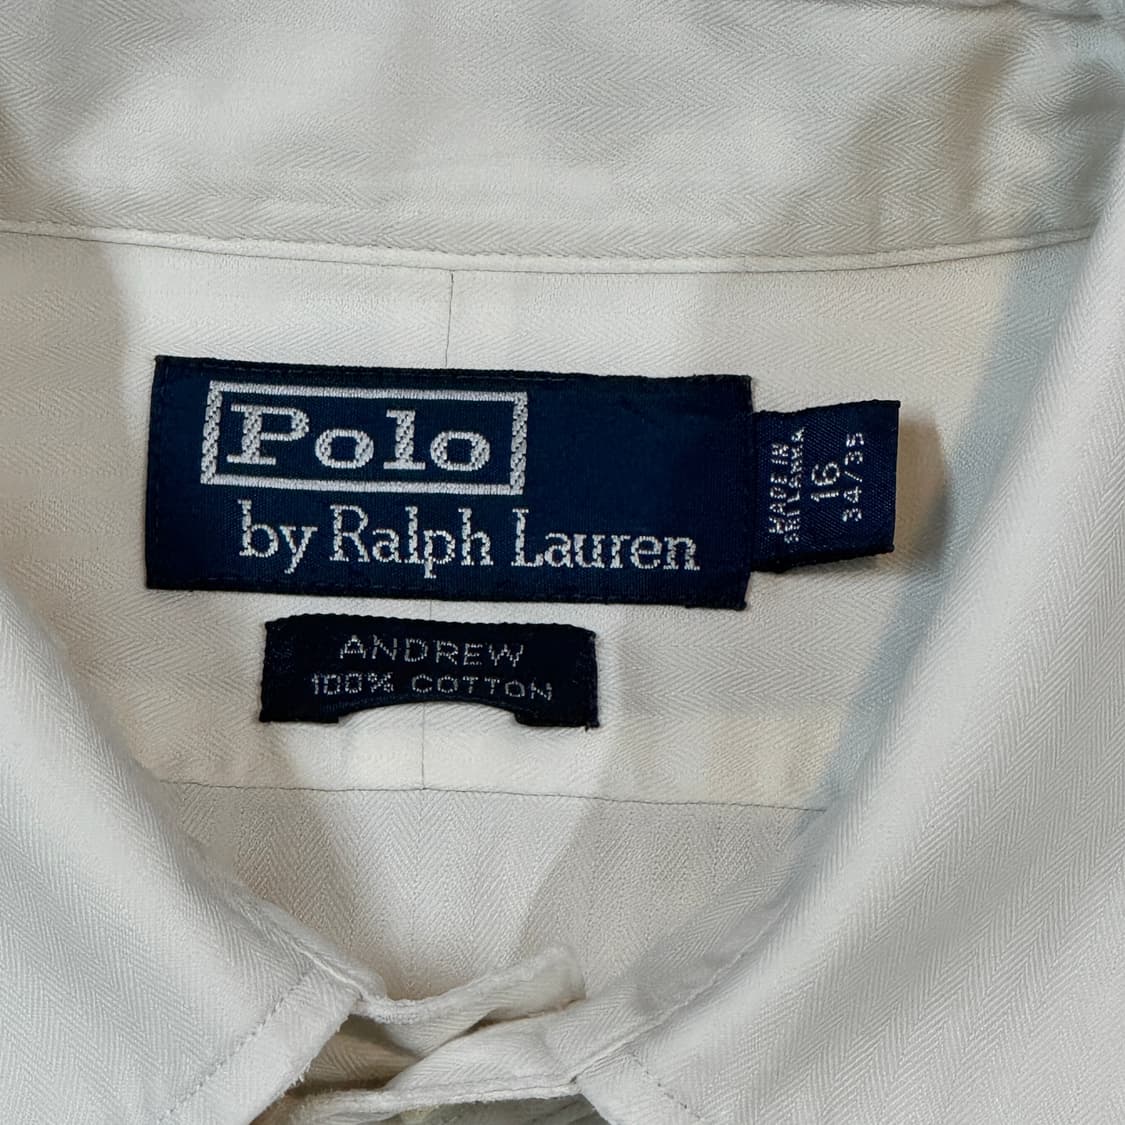 Polo
by Ralph Lauren
MADE IN
SRI LANKA
16
34/35
ANDREW
100% COTTON